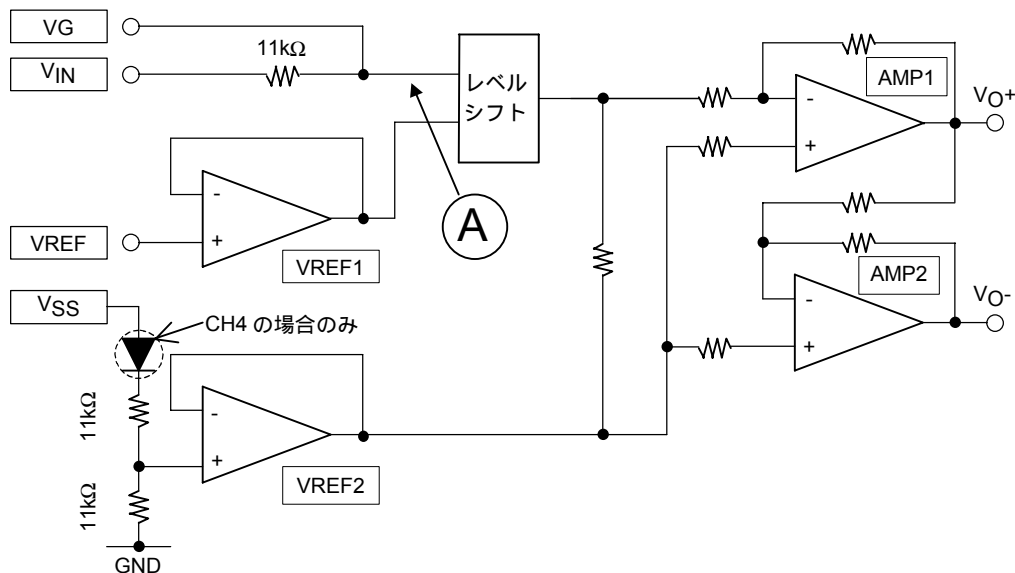 VG
VIN
11kΩ
レベル
シフト
AMP1
-
+
VO+
A
-
+
VREF
VREF1
VSS
CH4 の場合のみ
AMP2
-
+
VO-
11kΩ
-
+
VREF2
11kΩ
GND